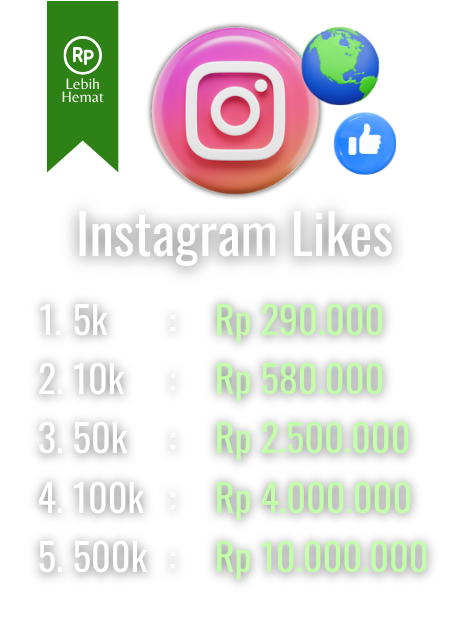 Rp
Lebih
Hemat
Instagram Likes
1. 5k : Rp 290.000
2. 10k : Rp 580.000
3. 50k : Rp 2.500.000
4. 100k : Rp 4.000.000
5. 500k : Rp 10.000.000